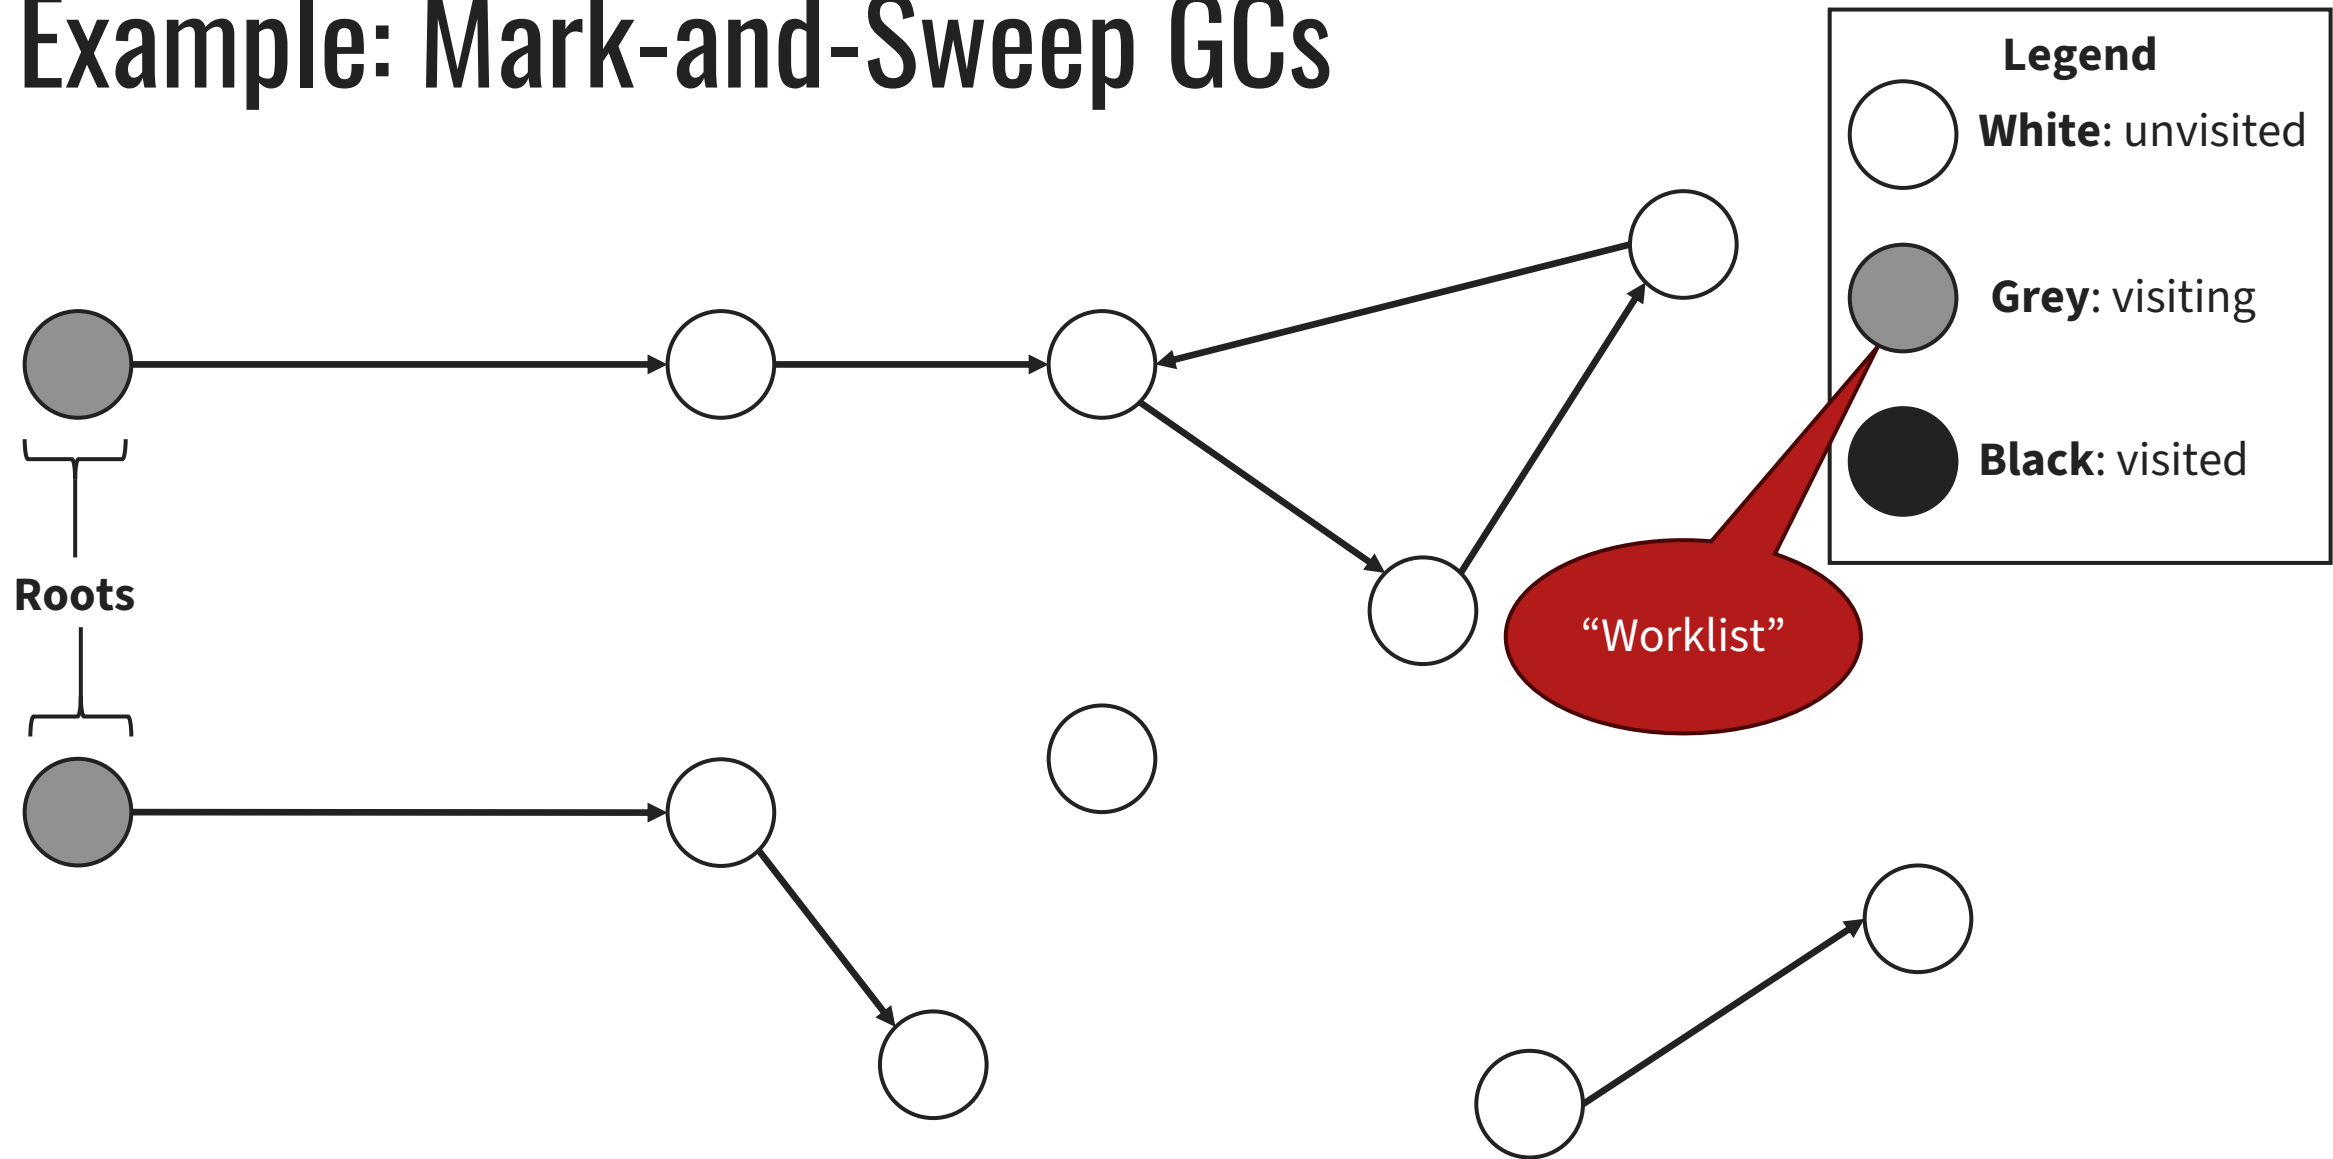 Example: Mark-and-Sweep GCs
Legend
White: unvisited
Grey: visiting
Black: visited
Roots
“Worklist”